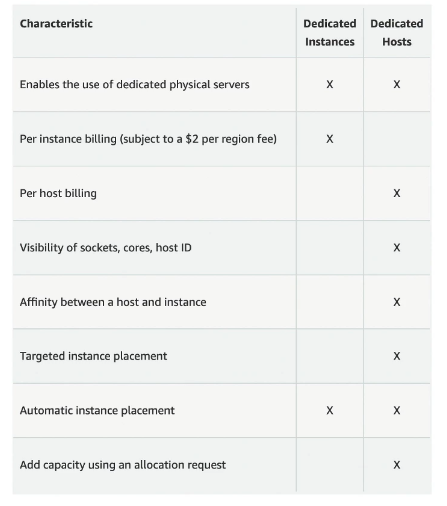 Characteristic Dedicated Dedicated
Instances Hosts
Enables the use of dedicated physical servers X X
Per instance billing (subject to a $2 per region fee) X
Per host billing X
Visibility of sockets, cores, host ID X
Affinity between a host and instance X
Targeted instance placement X
Automatic instance placement X X
Add capacity using an allocation request X